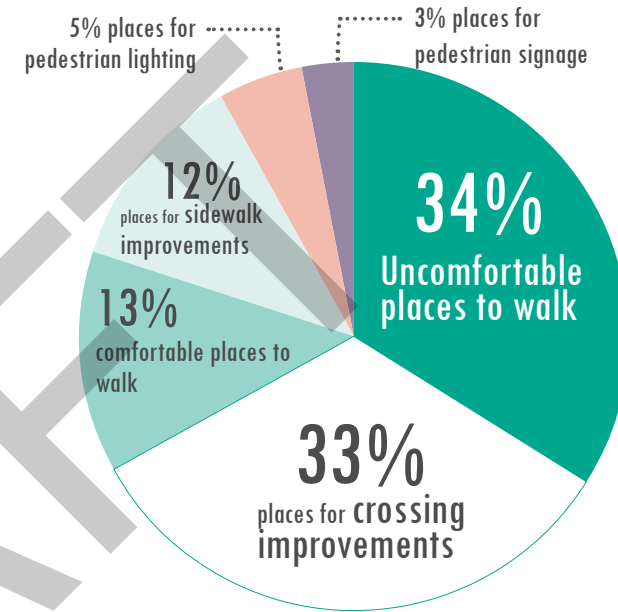 5% places for
pedestrian lighting
3% places for
pedestrian signage
34%
Uncomfortable
places to walk
12%
places for sidewalk
improvements
13%
comfortable places to
walk
33%
places for crossing
improvements